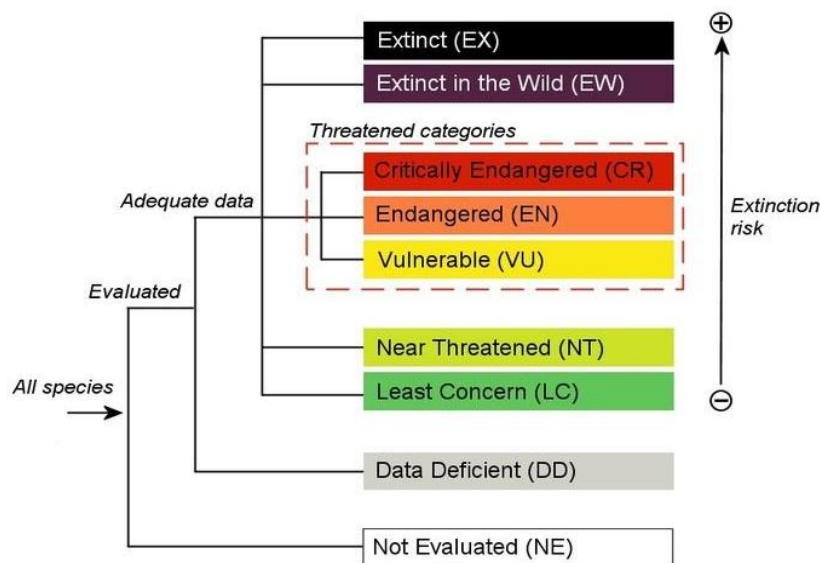 Extinct (EX)
Extinct in the Wild (EW)
Threatened categories
Critically Endangered (CR)
Adequate data
Endangered (EN)
Extinction
risk
Vulnerable (VU)
Evaluated
Near Threatened (NT)
All species
Least Concern (LC)
Data Deficient (DD)
Not Evaluated (NE)